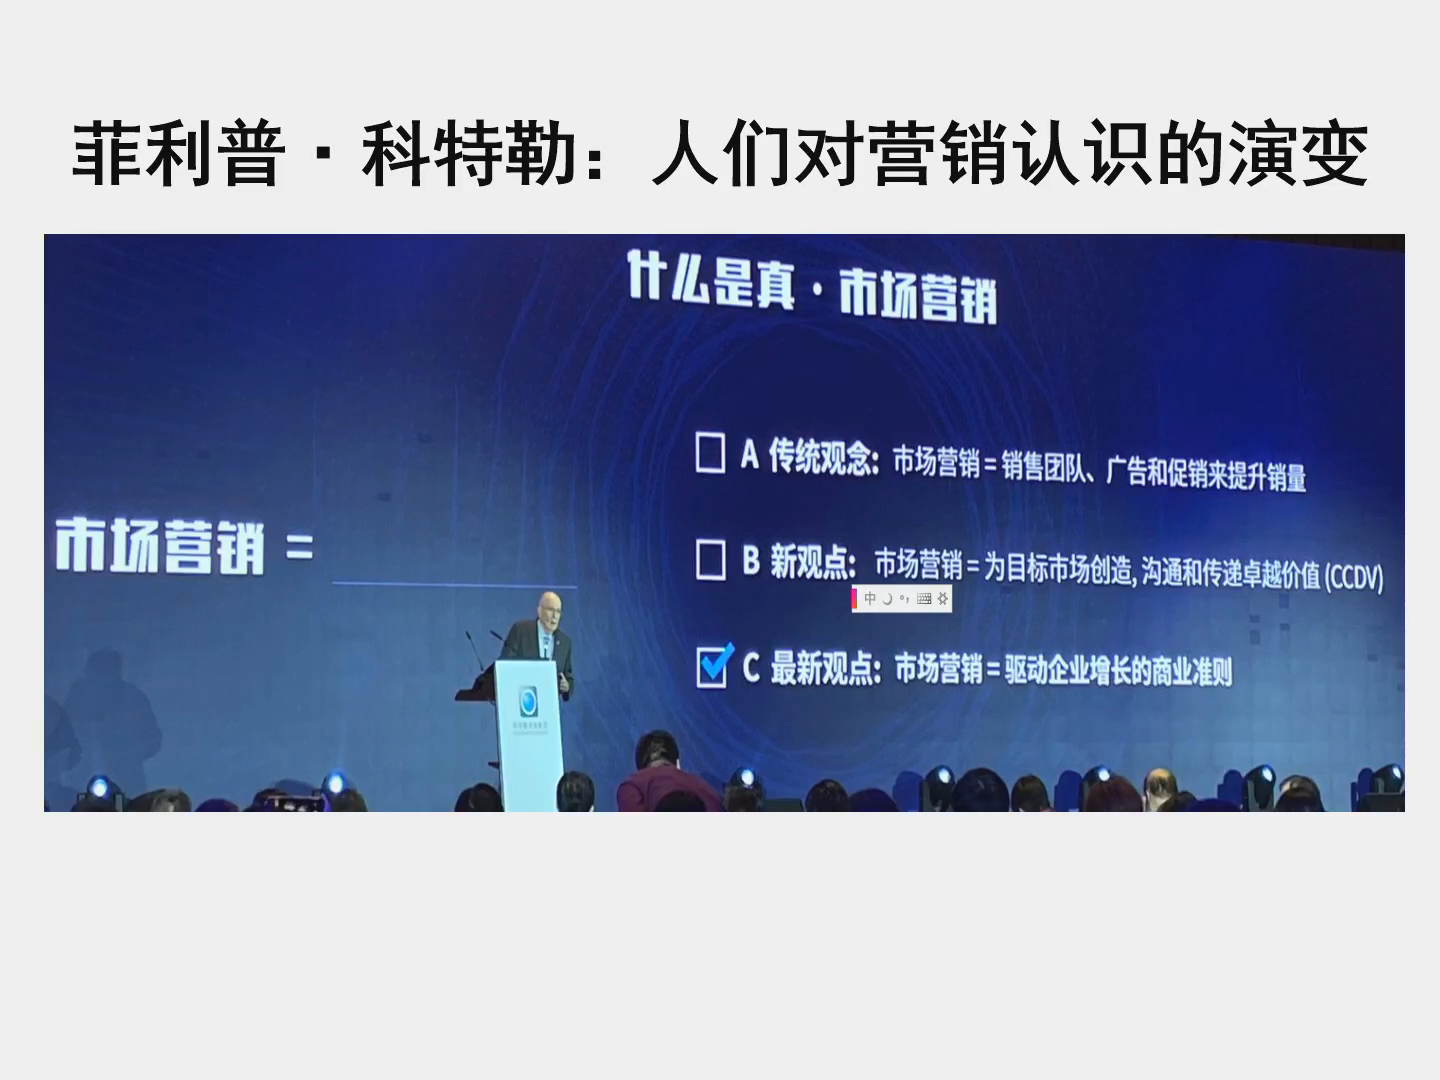 菲利普·科特勒：人们对营销认识的演变
什么是真·市场营销
市场营销 =
A 传统观念: 市场营销 = 销售团队、广告和促销来提升销量
B 新观点: 市场营销 = 为目标市场创造, 沟通和传递卓越价值 (CCDV)
中
C 最新观点: 市场营销 = 驱动企业增长的商业准则